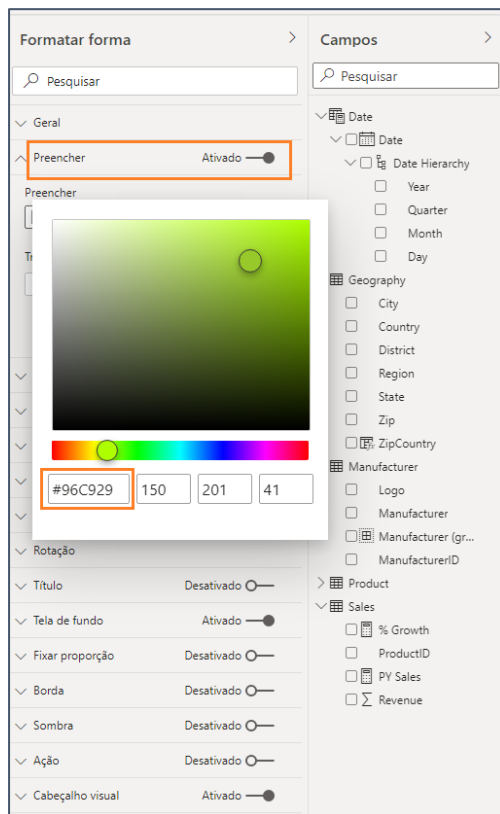 Formatar forma
Pesquisar
Geral
Preencher Ativado
Preencher
#96C929 150 201 41
Rotação
Título Desativado
Tela de fundo Ativado
Fixar proporção Desativado
Borda Desativado
Sombra Desativado
Ação Desativado
Cabeçalho visual Ativado
Campos
Pesquisar
Date
Date
Date Hierarchy
Year
Quarter
Month
Day
Geography
City
Country
District
Region
State
Zip
ZipCountry
Manufacturer
Logo
Manufacturer
Manufacturer (gr...
ManufacturerID
Product
Sales
% Growth
ProductID
PY Sales
Revenue